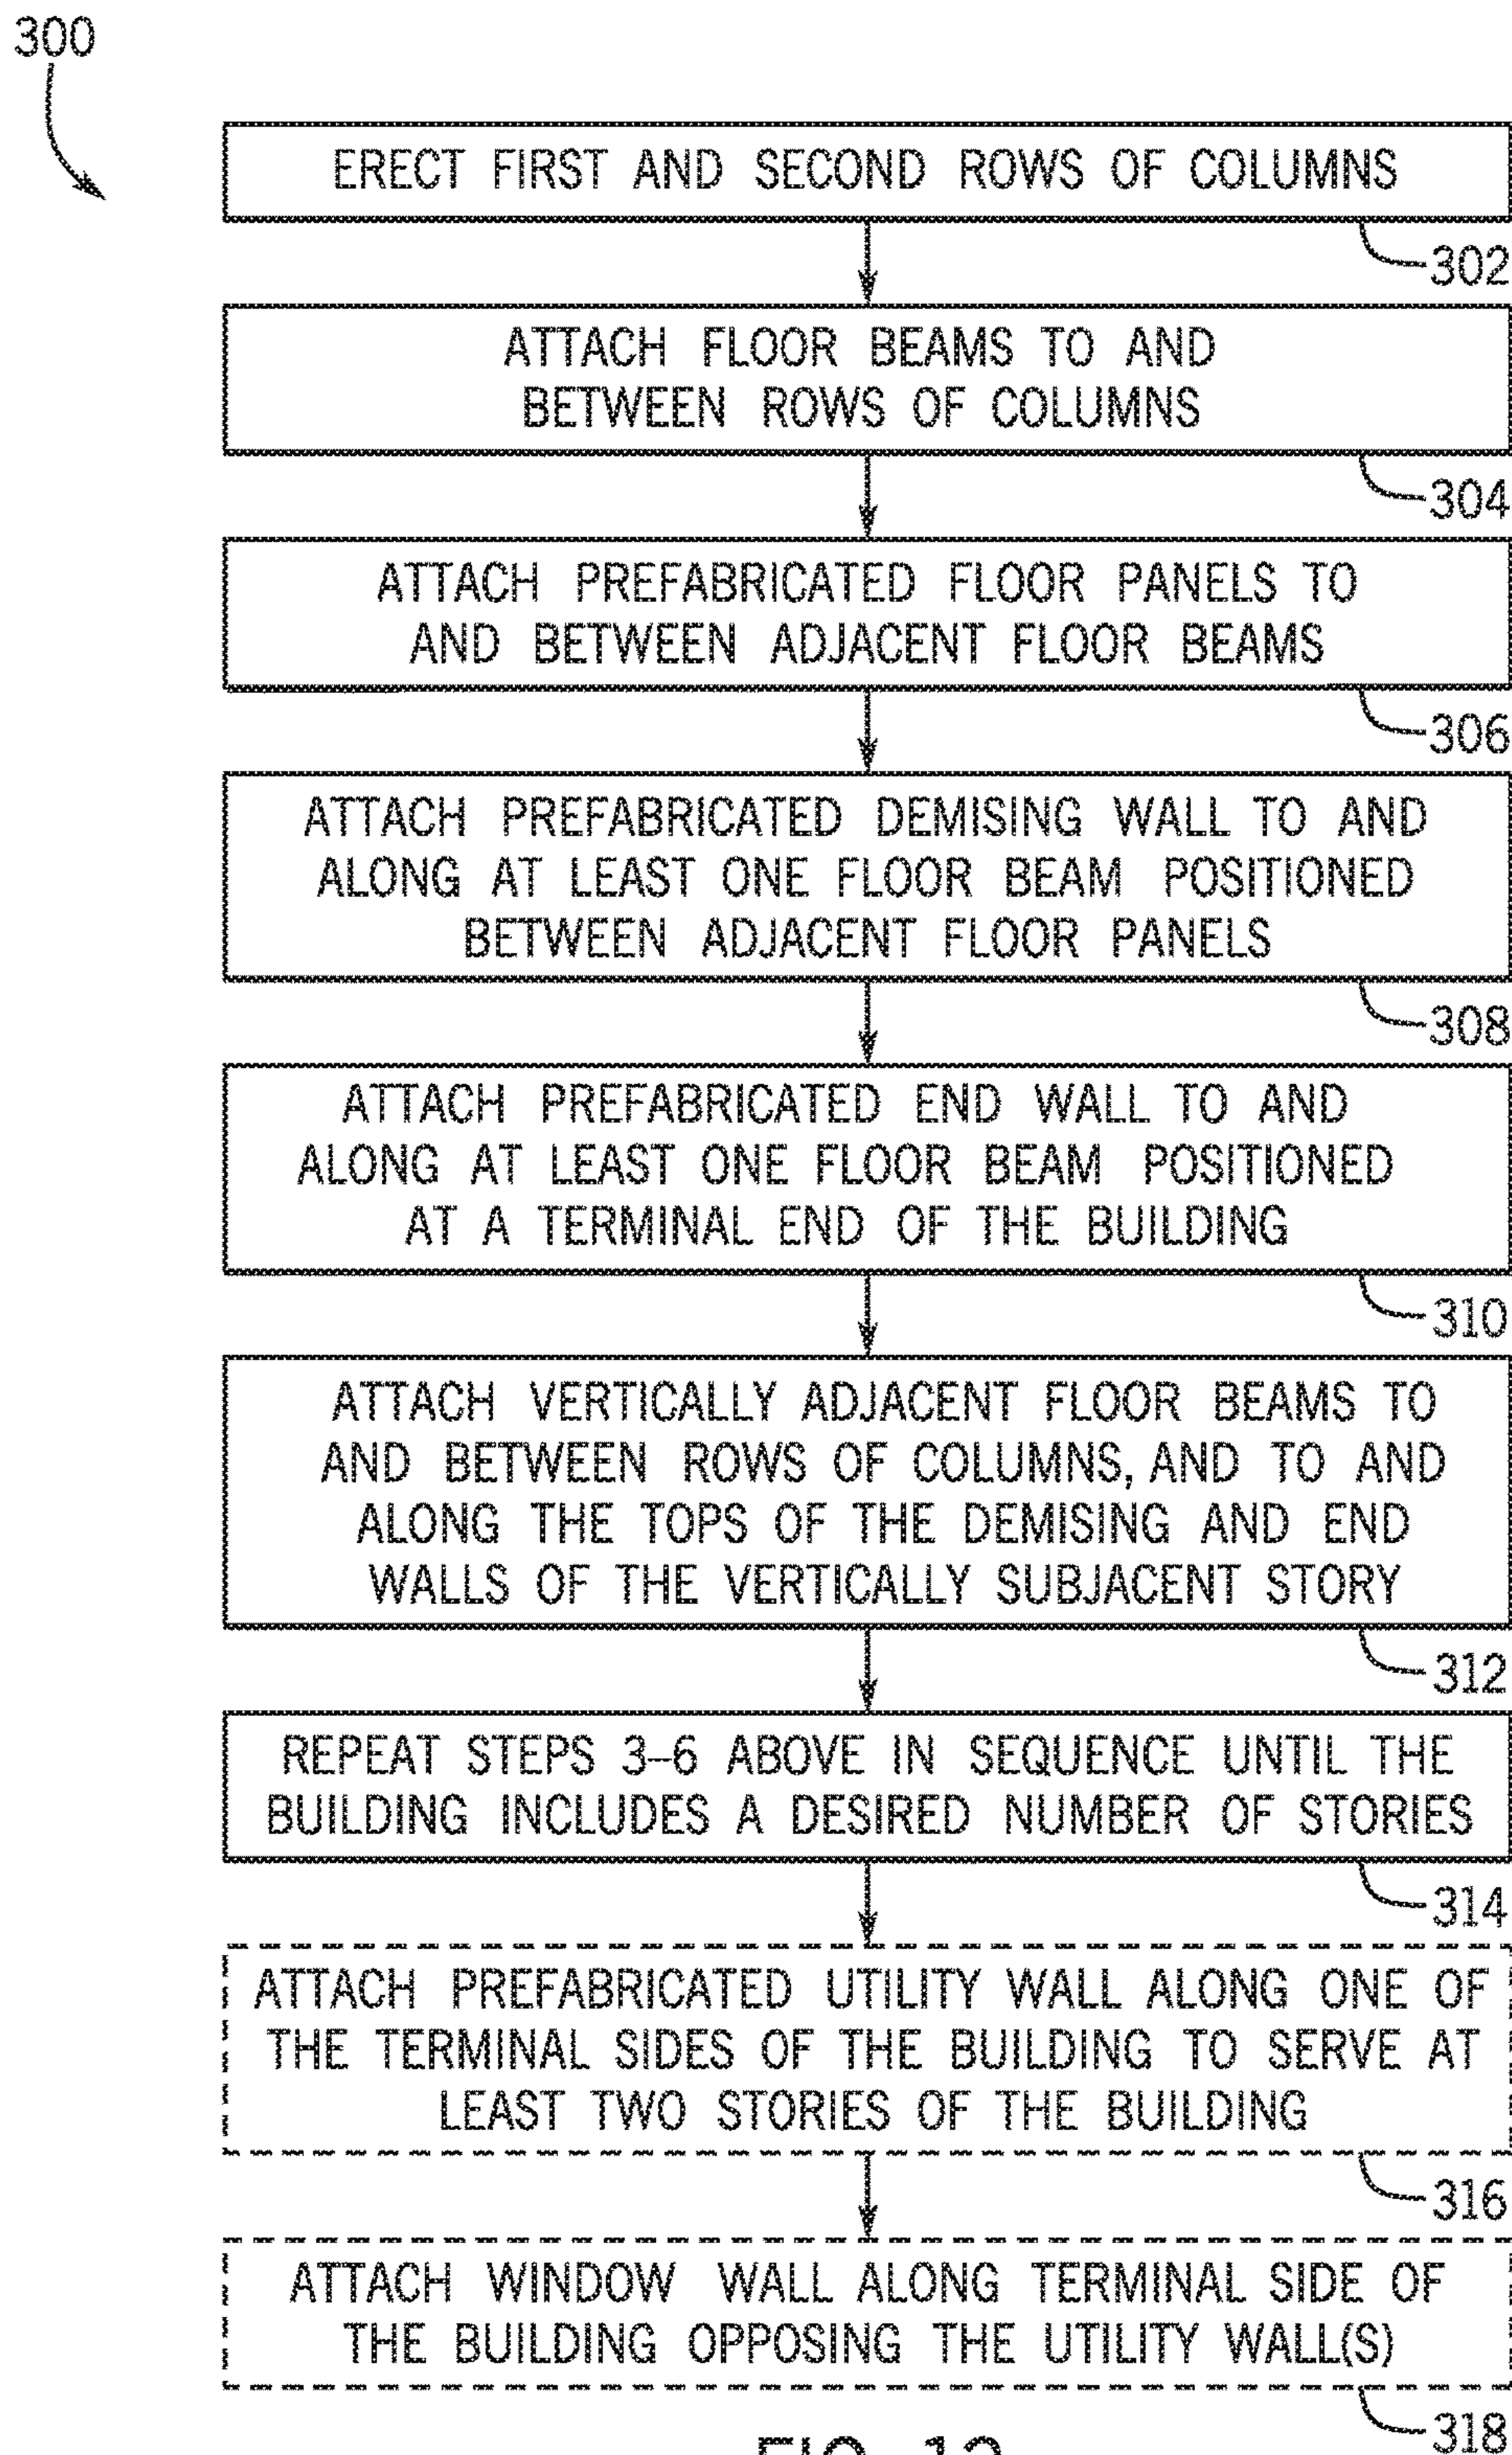 300
ERECT FIRST AND SECOND ROWS OF COLUMNS
302
ATTACH FLOOR BEAMS TO AND
BETWEEN ROWS OF COLUMNS
304
ATTACH PREFABRICATED FLOOR PANELS TO
AND BETWEEN ADJACENT FLOOR BEAMS
306
ATTACH PREFABRICATED DEMISING WALL TO AND
ALONG AT LEAST ONE FLOOR BEAM POSITIONED
BETWEEN ADJACENT FLOOR PANELS
308
ATTACH PREFABRICATED END WALL TO AND
ALONG AT LEAST ONE FLOOR BEAM POSITIONED
AT A TERMINAL END OF THE BUILDING
310
ATTACH VERTICALLY ADJACENT FLOOR BEAMS TO
AND BETWEEN ROWS OF COLUMNS, AND TO AND
ALONG THE TOPS OF THE DEMISING AND END
WALLS OF THE VERTICALLY SUBJACENT STORY
312
REPEAT STEPS 3–6 ABOVE IN SEQUENCE UNTIL THE
BUILDING INCLUDES A DESIRED NUMBER OF STORIES
314
ATTACH PREFABRICATED UTILITY WALL ALONG ONE OF
THE TERMINAL SIDES OF THE BUILDING TO SERVE AT
LEAST TWO STORIES OF THE BUILDING
316
ATTACH WINDOW WALL ALONG TERMINAL SIDE OF
THE BUILDING OPPOSING THE UTILITY WALL(S)
318
FIG.